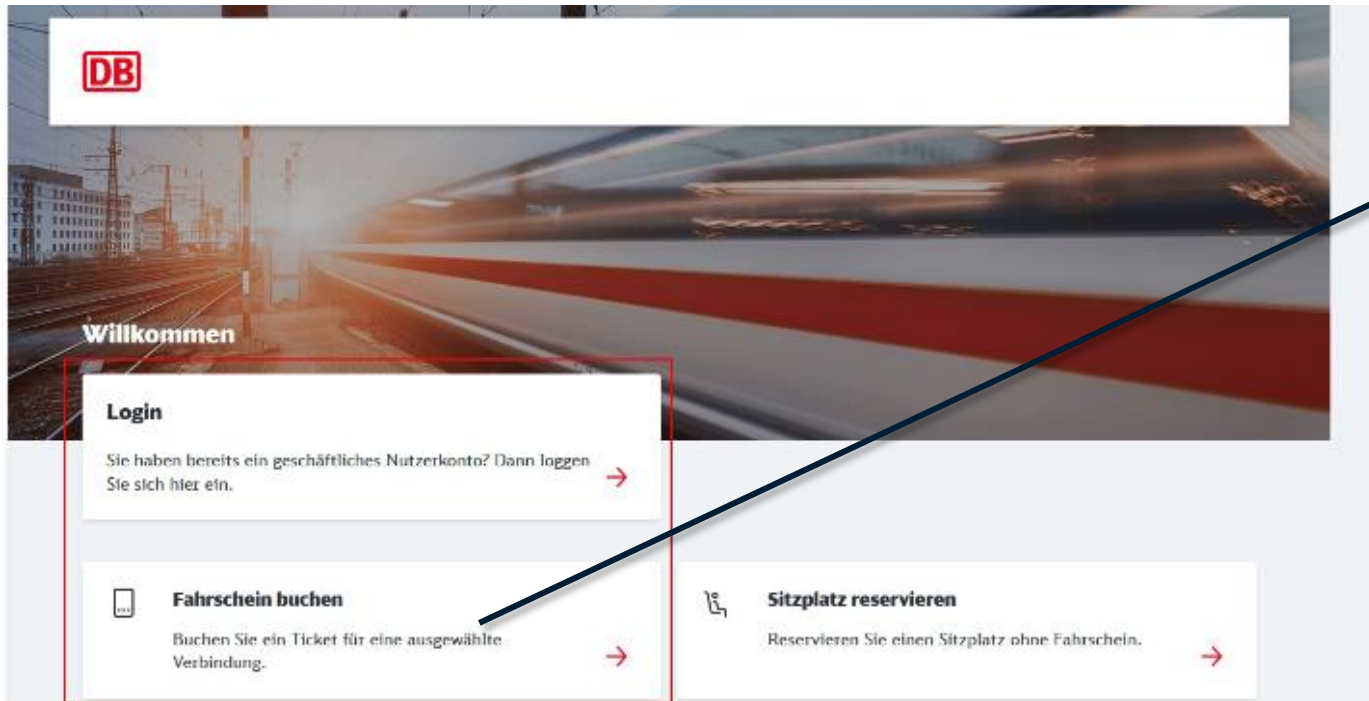 DB
Willkommen
Login
Sie haben bereits ein geschäftliches Nutzerkonto? Dann loggen
Sie sich hier ein.
Fahrschein buchen
Buchen Sie ein Ticket für eine ausgewählte
Verbindung.
Sitzplatz reservieren
Reservieren Sie einen Sitzplatz ohne Fahrschein.